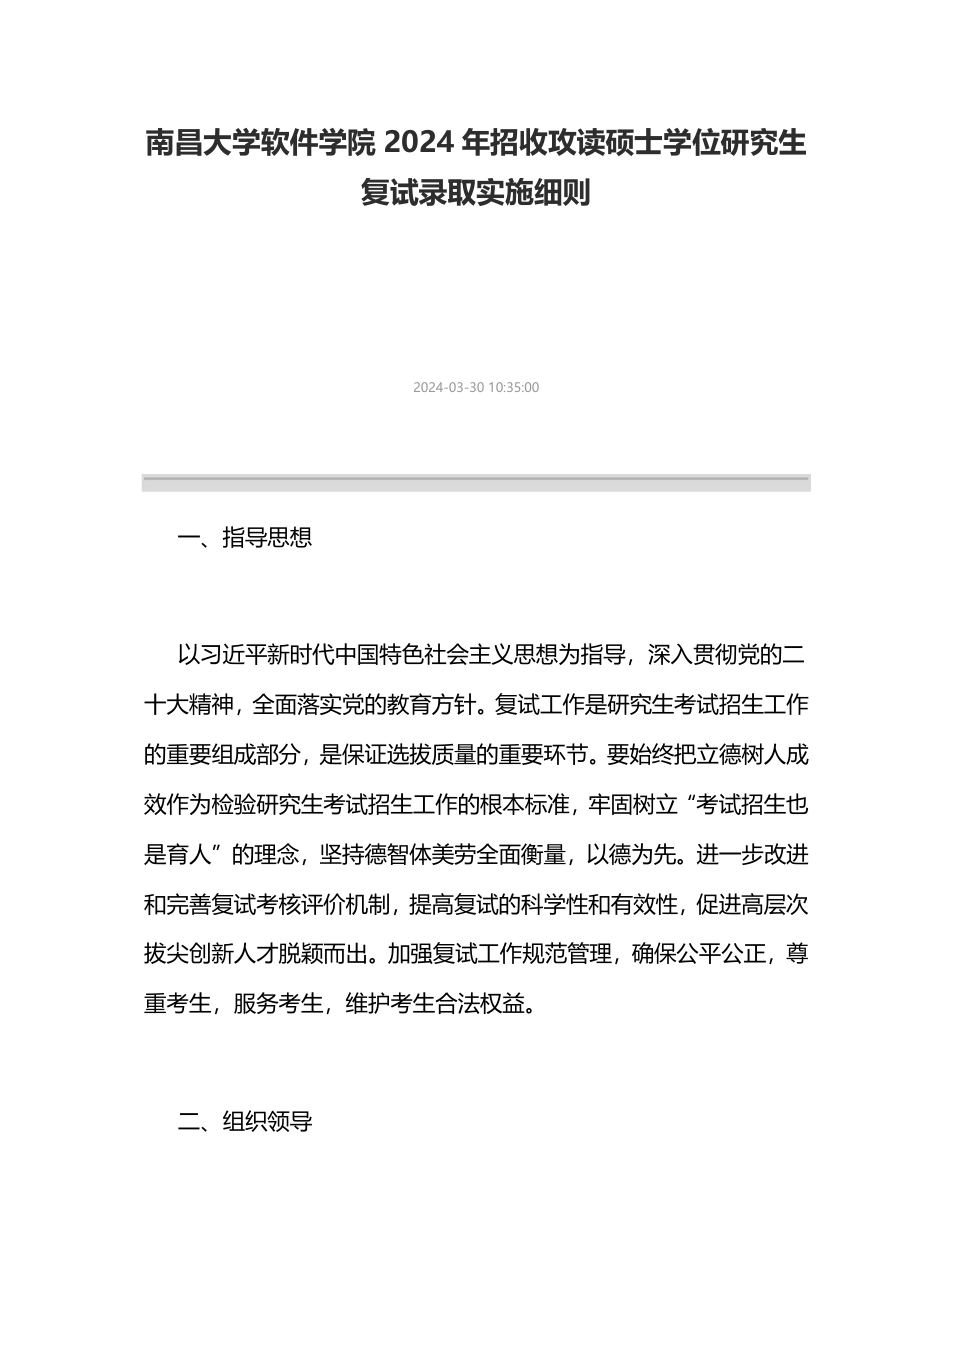 南昌大学软件学院 2024 年招收攻读硕士学位研究生
复试录取实施细则
2024-03-30 10:35:00
一、指导思想
以习近平新时代中国特色社会主义思想为指导，深入贯彻党的二
十大精神，全面落实党的教育方针。复试工作是研究生考试招生工作
的重要组成部分，是保证选拔质量的重要环节。要始终把立德树人成
效作为检验研究生考试招生工作的根本标准，牢固树立“考试招生也
是育人”的理念，坚持德智体美劳全面衡量，以德为先。进一步改进
和完善复试考核评价机制，提高复试的科学性和有效性，促进高层次
拔尖创新人才脱颖而出。加强复试工作规范管理，确保公平公正，尊
重考生，服务考生，维护考生合法权益。
二、组织领导